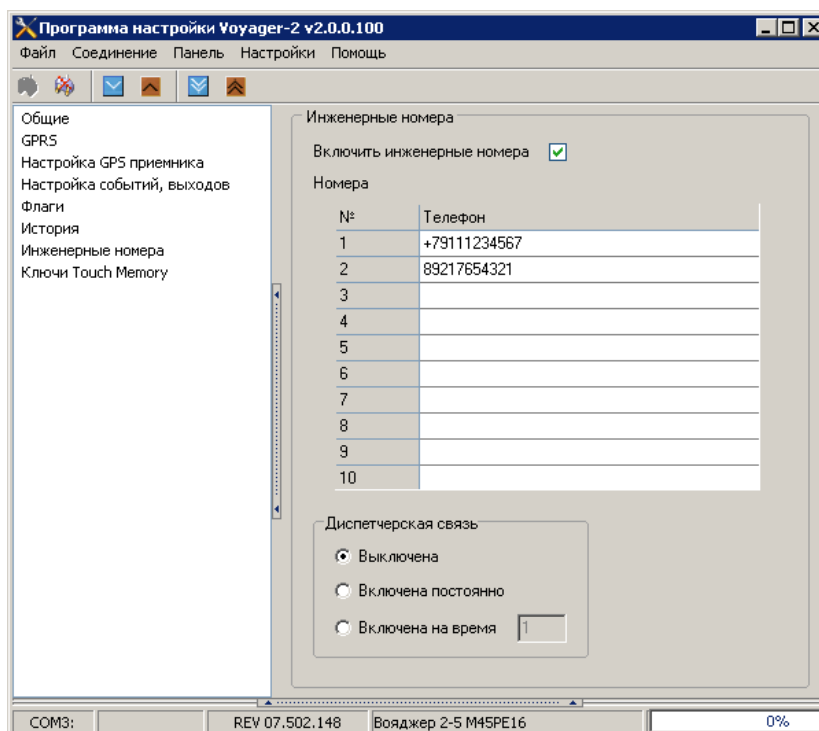 Программа настройки Voyager-2 v2.0.0.100
Файл Соединение Панель Настройки Помощь
Общие
GPRS
Настройка GPS приемника
Настройка событий, выходов
Флаги
История
Инженерные номера
Ключи Touch Memory
Инженерные номера
Включить инженерные номера
Номера
№ Телефон
1 +79111234567
2 89217654321
3
4
5
6
7
8
9
10
Диспетчерская связь
Выключена
Включена постоянно
Включена на время 1
COM3: REV 07.502.148 Вояджер 2-5 M45PE16 0%